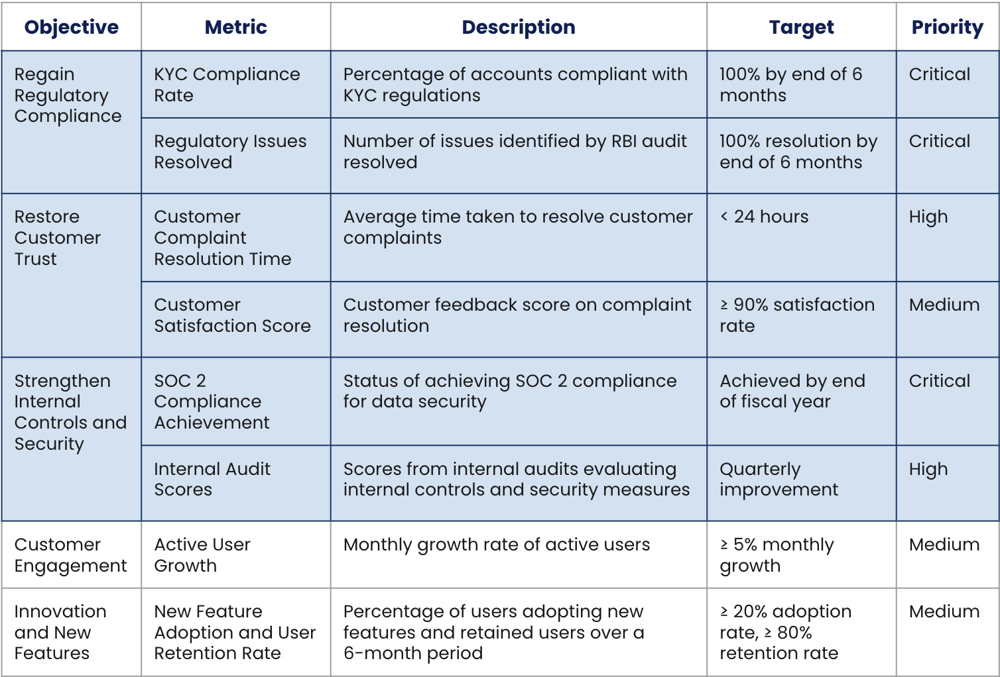 Objective
Metric
Description
Target
Priority
Regain
Regulatory
Compliance
KYC Compliance
Rate
Percentage of accounts compliant with
KYC regulations
100% by end of 6
months
Critical
Regulatory Issues
Resolved
Number of issues identified by RBI audit
resolved
100% resolution by
end of 6 months
Critical
Restore
Customer
Trust
Customer
Complaint
Resolution Time
Average time taken to resolve customer
complaints
< 24 hours
High
Customer
Satisfaction Score
Customer feedback score on complaint
resolution
≥ 90% satisfaction
rate
Medium
Strengthen
Internal
Controls and
Security
SOC 2
Compliance
Achievement
Status of achieving SOC 2 compliance
for data security
Achieved by end
of fiscal year
Critical
Internal Audit
Scores
Scores from internal audits evaluating
internal controls and security measures
Quarterly
improvement
High
Customer
Engagement
Active User
Growth
Monthly growth rate of active users
≥ 5% monthly
growth
Medium
Innovation
and New
Features
New Feature
Adoption and User
Retention Rate
Percentage of users adopting new
features and retained users over a
6-month period
≥ 20% adoption
rate, ≥ 80%
retention rate
Medium